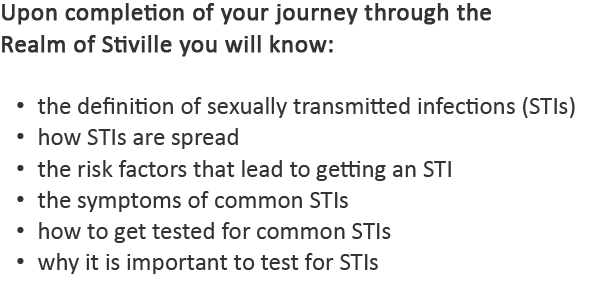 Upon completion of your journey through the
Realm of Stiville you will know:
• the definition of sexually transmitted infections (STIs)
• how STIs are spread
• the risk factors that lead to getting an STI
• the symptoms of common STIs
• how to get tested for common STIs
• why it is important to test for STIs